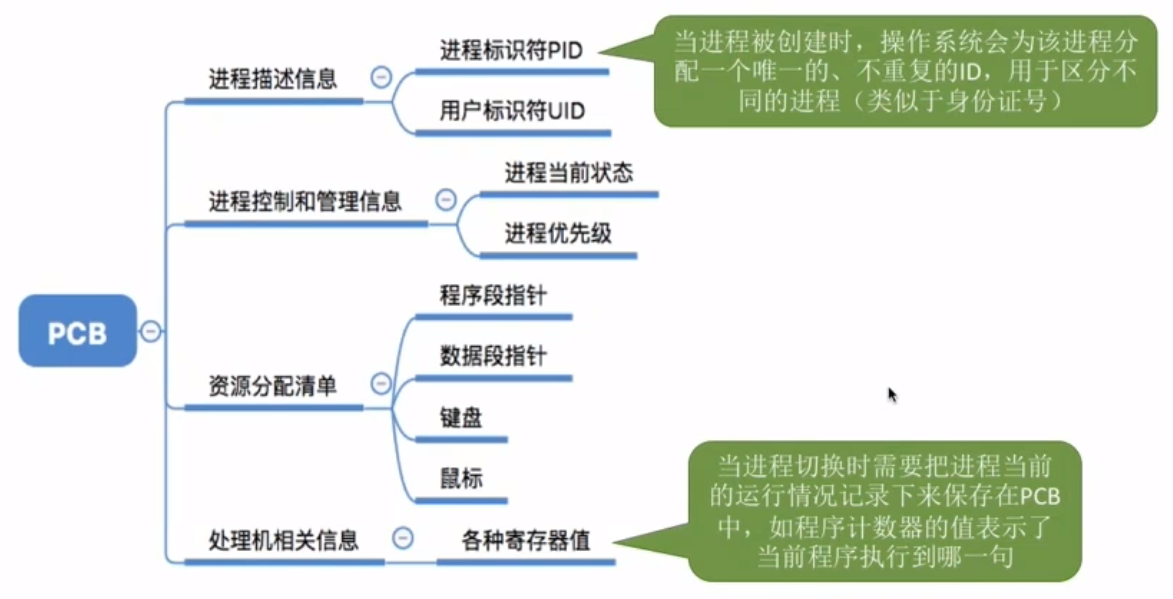 进程标识符PID
当进程被创建时，操作系统会为该进程分
配一个唯一的、不重复的ID，用于区分不
同的进程（类似于身份证号）
进程描述信息
用户标识符UID
进程当前状态
进程控制和管理信息
进程优先级
程序段指针
PCB
数据段指针
资源分配清单
键盘
鼠标
处理机相关信息
各种寄存器值
当进程切换时需要把进程当前
的运行情况记录下来保存在PCB
中，如程序计数器的值表示了
当前程序执行到哪一句